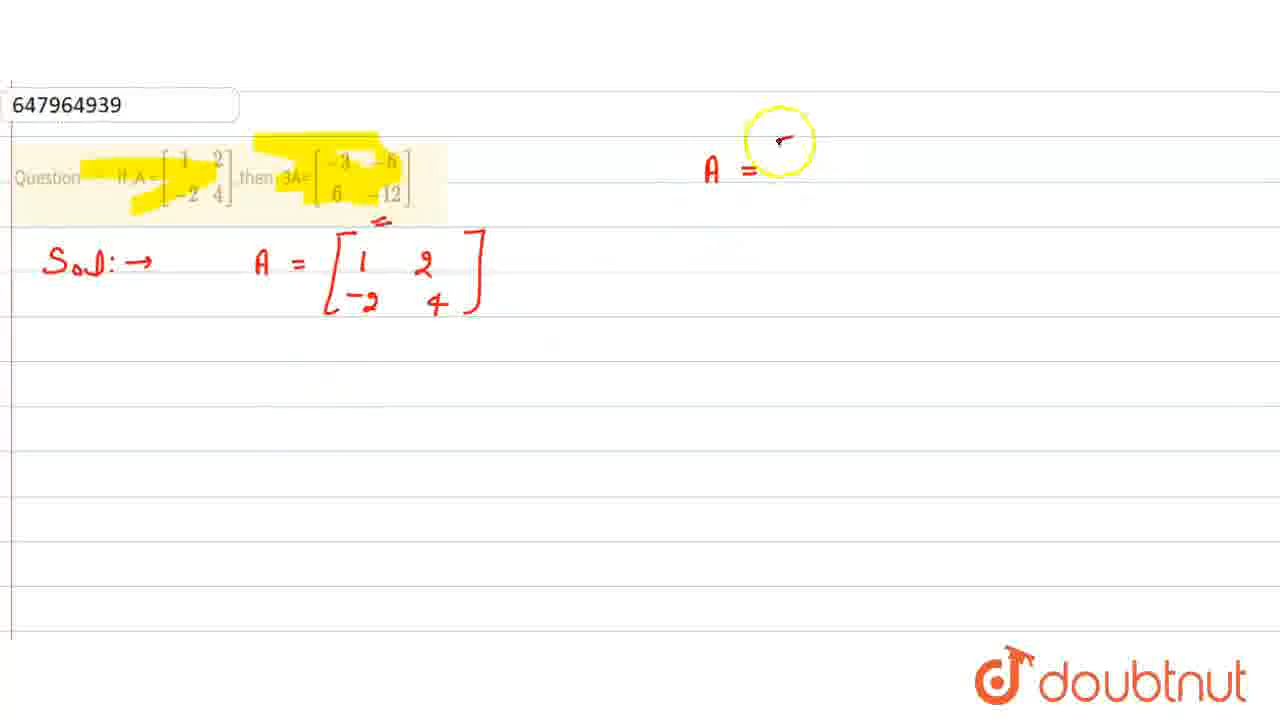 647964939
Question If A = [ 1 2 ] ,then 3A= [ -3 -6 ]
[ -2 4 ] [ 6 -12 ]
A =
Sol: → A = [ 1 2 ]
[ -2 4 ]
doubtnut